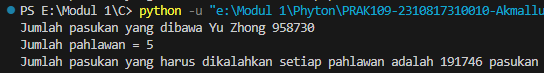 PS E:\Modul 1\C> python -u "e:\Modul 1\Phyton\PRAK109-2310817310010-Akmallu
Jumlah pasukan yang dibawa Yu Zhong 958730
Jumlah pahlawan = 5
Jumlah pasukan yang harus dikalahkan setiap pahlawan adalah 191746 pasukan